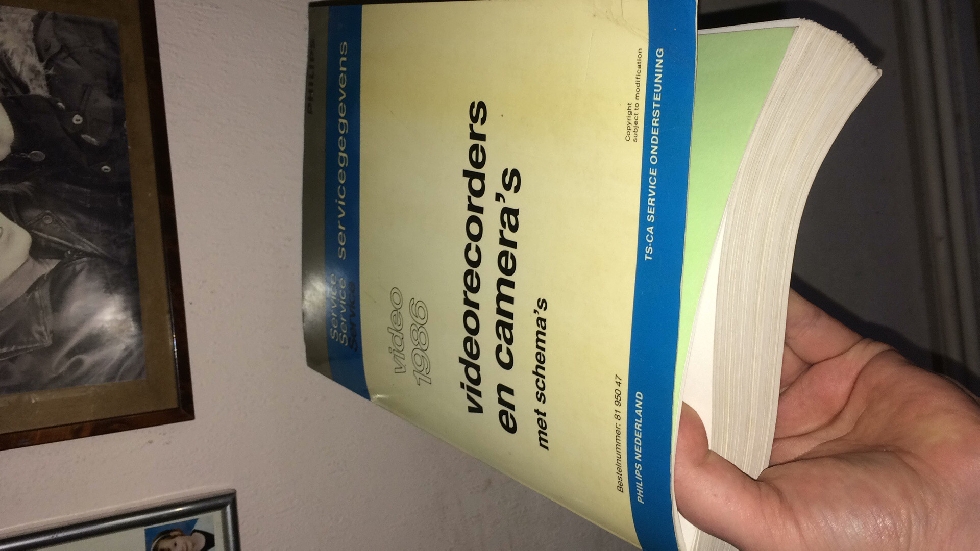 PHILIPS
Service
Service
Service
servicegegevens
video
1986
videorecorders
en camera's
met schema's
Copyright
subject to modification
Bestelnummer: 81 950 47
PHILIPS NEDERLAND
TS-CA SERVICE ONDERSTEUNING